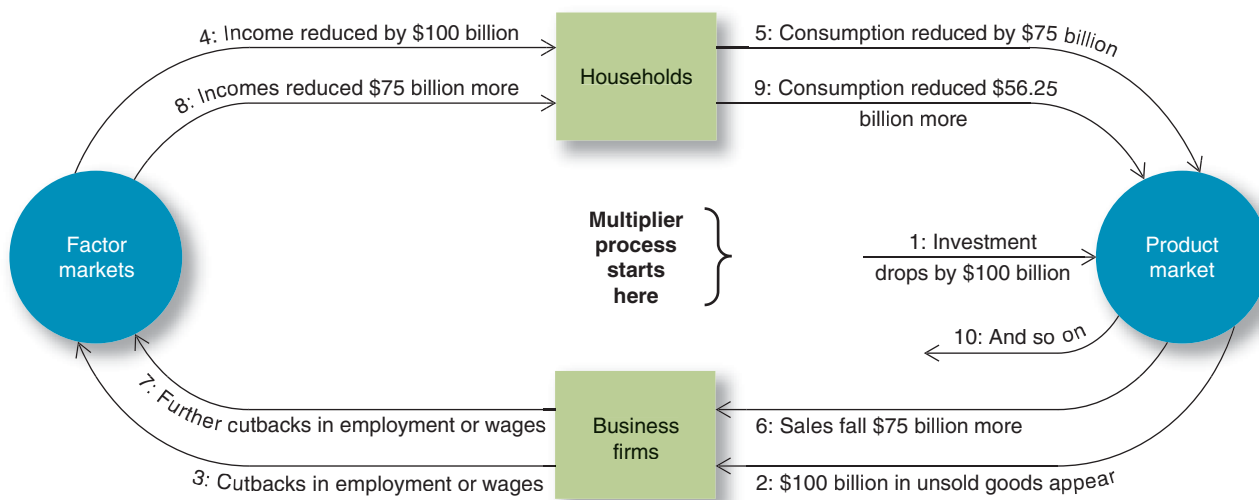 4: Income reduced by $100 billion
5: Consumption reduced by $75 billion
Households
8: Incomes reduced $75 billion more
9: Consumption reduced $56.25
billion more
Factor
markets
Multiplier
process
starts
here
1: Investment
drops by $100 billion
Product
market
10: And so on
7: Further cutbacks in employment or wages
Business
firms
6: Sales fall $75 billion more
3: Cutbacks in employment or wages
2: $100 billion in unsold goods appear